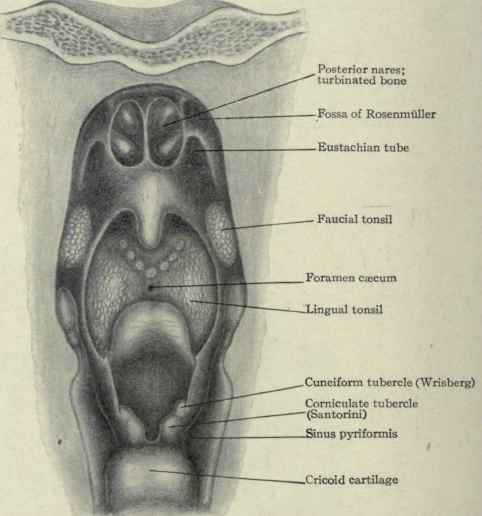 Posterior nares;
turbinated bone
Fossa of Rosenmüller
Eustachian tube
Faucial tonsil
Foramen cæcum
Lingual tonsil
Cuneiform tubercle (Wrisberg)
Corniculate tubercle
(Santorini)
Sinus pyriformis
Cricoid cartilage